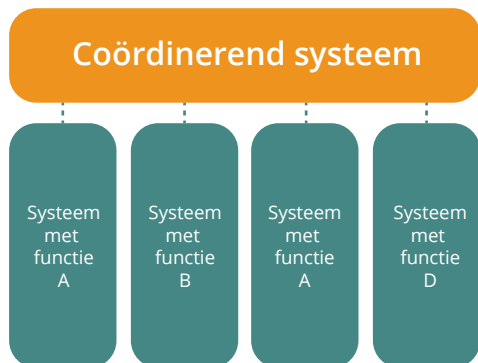 Coördinerend systeem
Systeem
met
functie
A
Systeem
met
functie
B
Systeem
met
functie
A
Systeem
met
functie
D